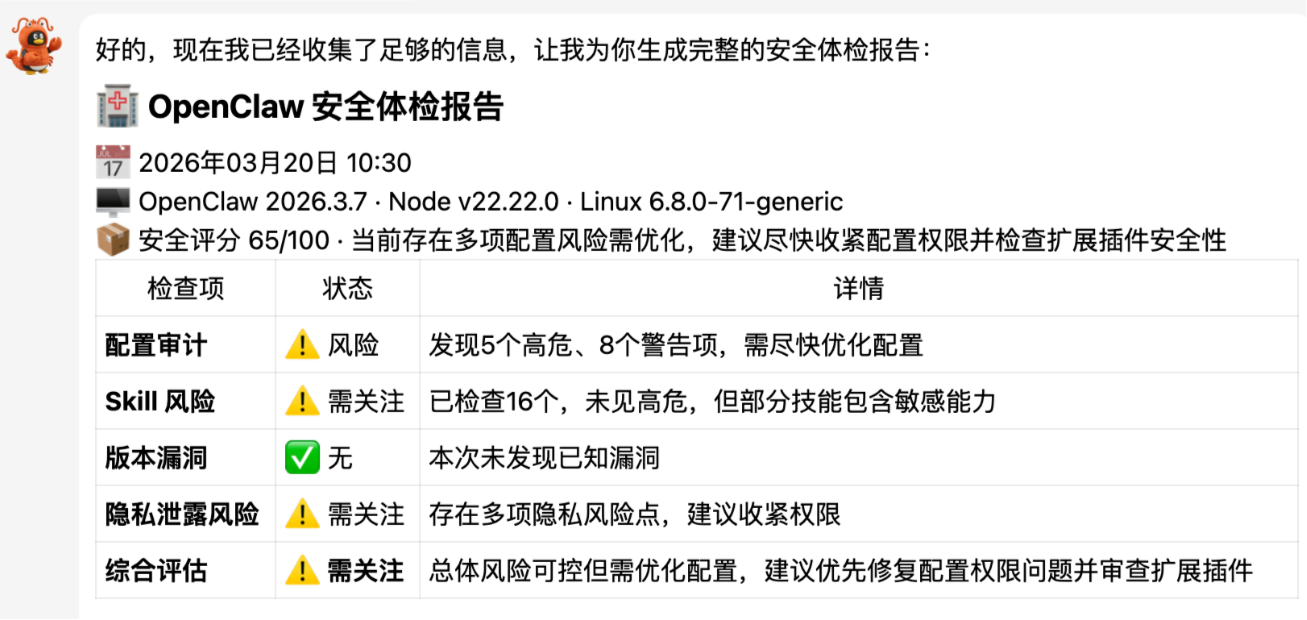 好的，现在我已经收集了足够的信息，让我为你生成完整的安全体检报告：
OpenClaw 安全体检报告
JUL 17 2026年03月20日 10:30
OpenClaw 2026.3.7 · Node v22.22.0 · Linux 6.8.0-71-generic
安全评分 65/100 · 当前存在多项配置风险需优化，建议尽快收紧配置权限并检查扩展插件安全性
检查项 状态 详情
配置审计 ⚠️ 风险 发现5个高危、8个警告项，需尽快优化配置
Skill 风险 ⚠️ 需关注 已检查16个，未见高危，但部分技能包含敏感能力
版本漏洞 ✅ 无 本次未发现已知漏洞
隐私泄露风险 ⚠️ 需关注 存在多项隐私风险点，建议收紧权限
综合评估 ⚠️ 需关注 总体风险可控但需优化配置，建议优先修复配置权限问题并审查扩展插件